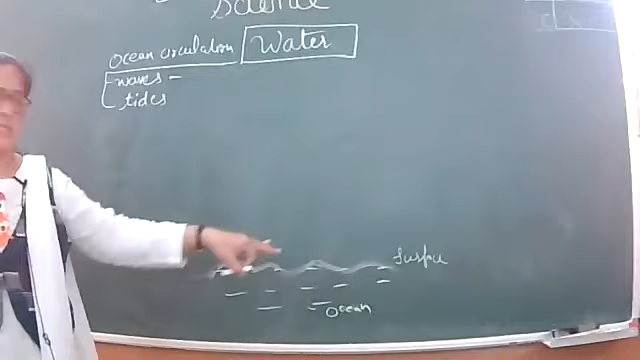 Science
Ocean circulation Water
waves -
tides
Surface
Ocean